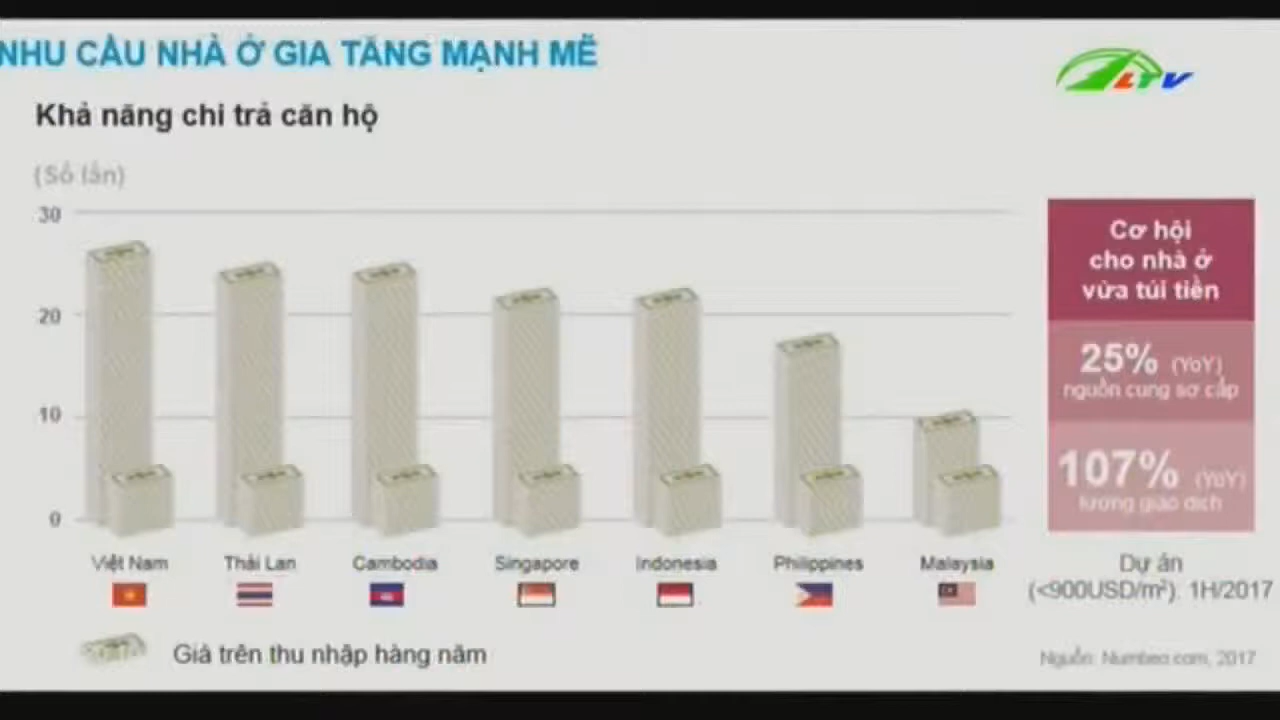 NHU CẦU NHÀ Ở GIA TĂNG MẠNH MẼ
LTV
Khả năng chi trả căn hộ
(Số lần)
30
20
10
0
Việt Nam
Thái Lan
Cambodia
Singapore
Indonesia
Philippines
Malaysia
Giá trên thu nhập hàng năm
Cơ hội
cho nhà ở
vừa túi tiền
25% (YoY)
nguồn cung sơ cấp
107% (YoY)
lượng giao dịch
Dự án
(<900USD/m²): 1H/2017
Nguồn: Numbeo.com, 2017